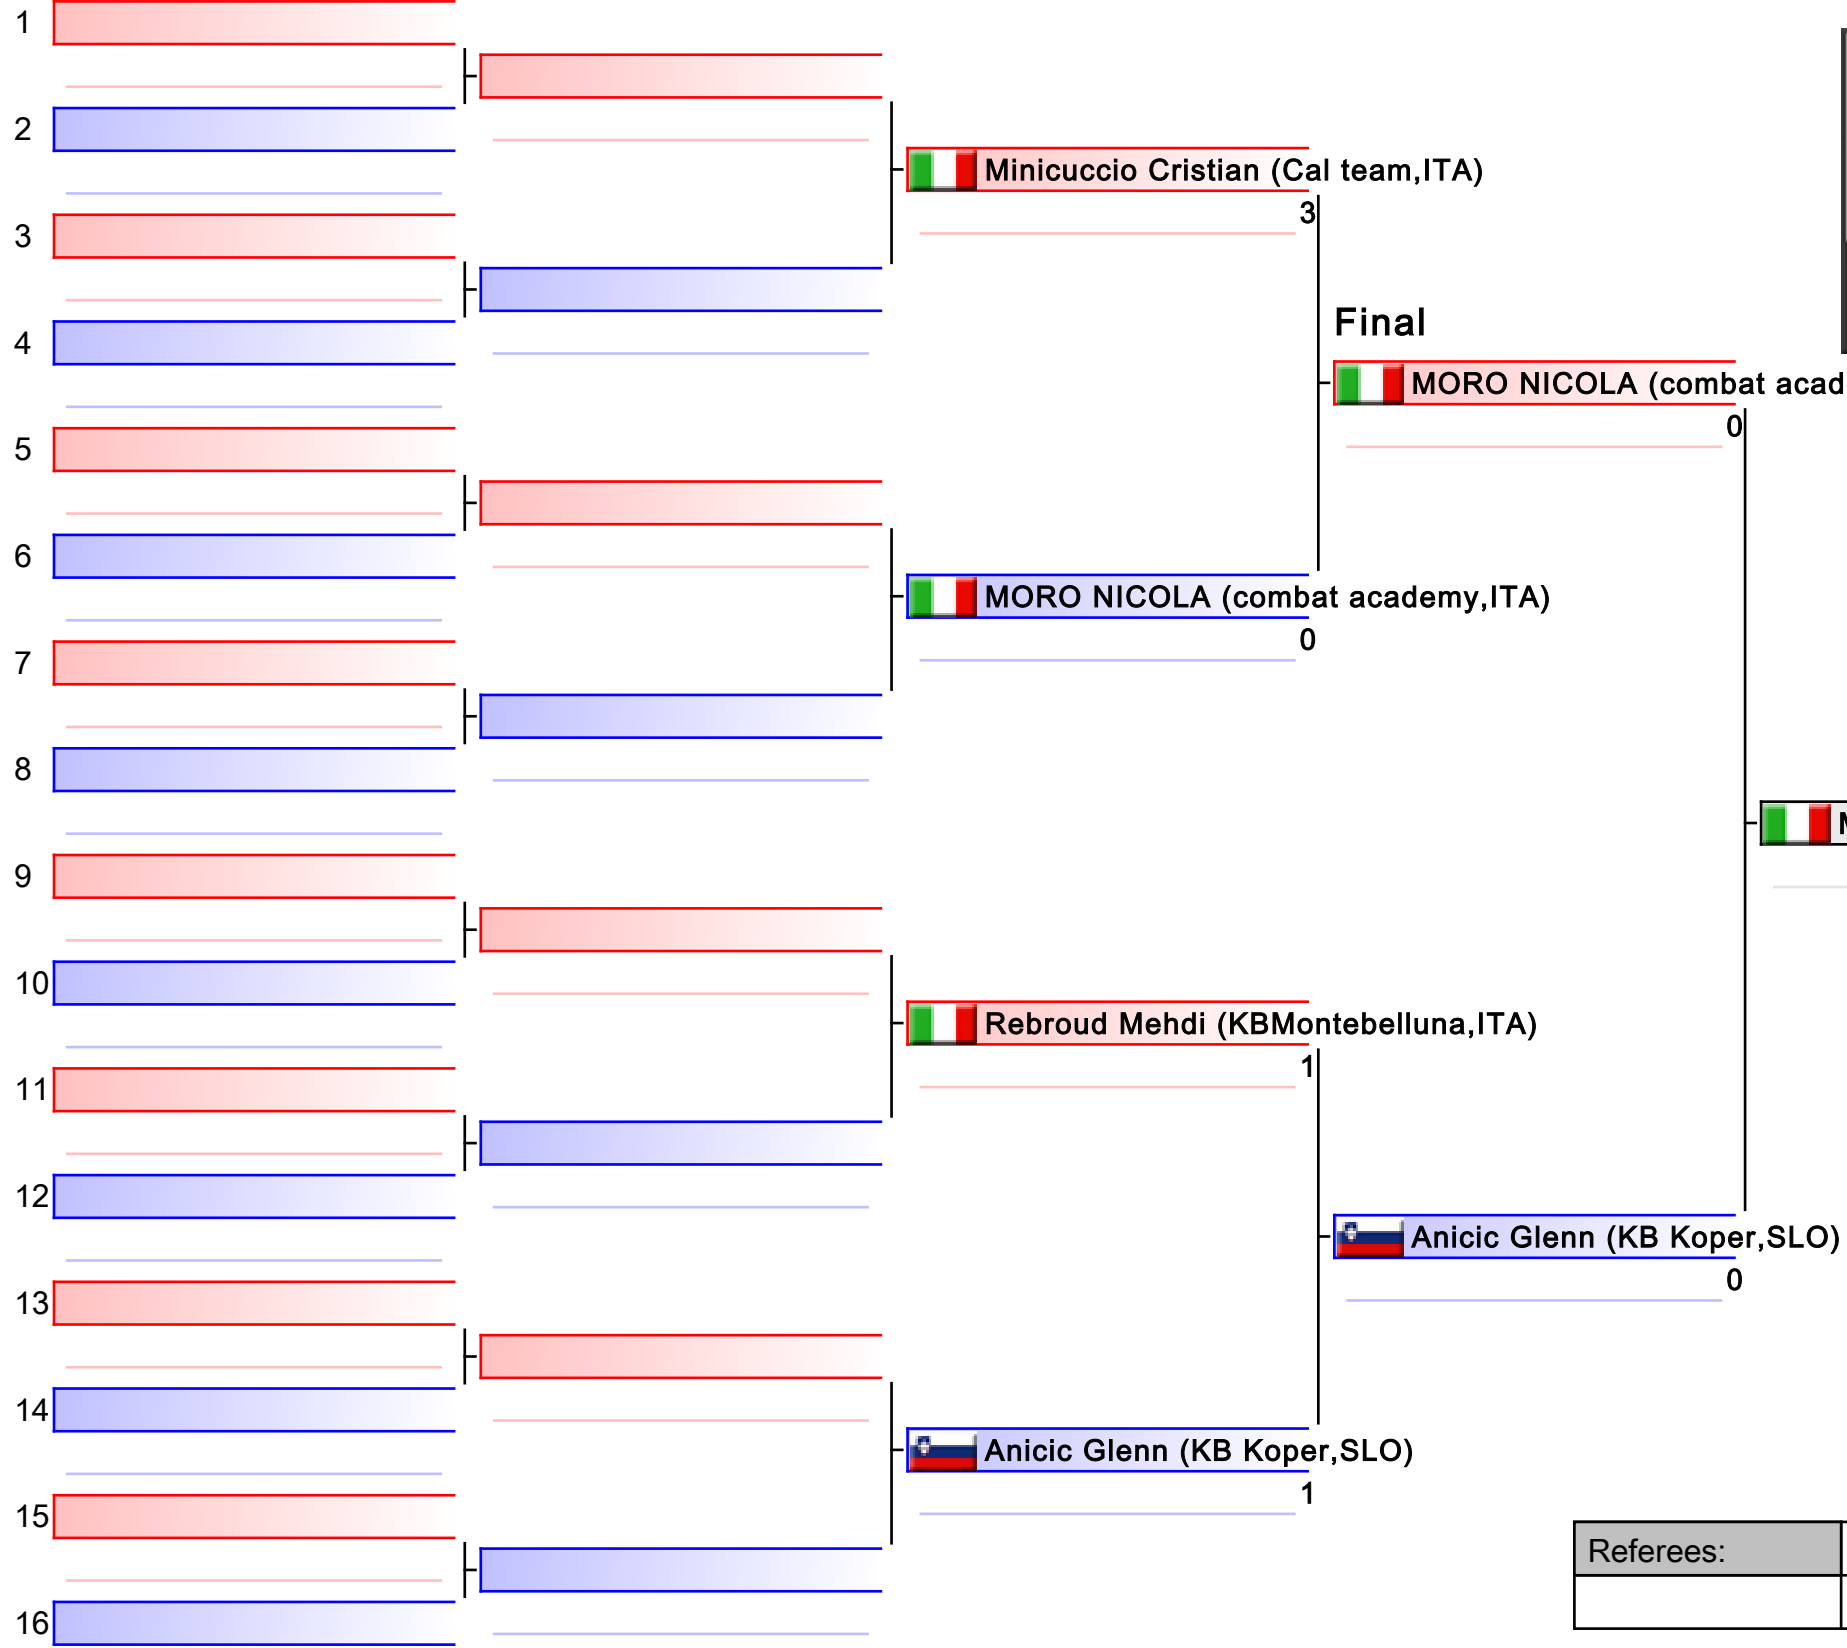 1
2
Minicuccio Cristian (Cal team,ITA)
3
3
Final
4
MORO NICOLA (combat acad
0
5
6
MORO NICOLA (combat academy,ITA)
0
7
8
9
10
Rebroud Mehdi (KBMontebelluna,ITA)
1
11
12
Anicic Glenn (KB Koper,SLO)
0
13
14
Anicic Glenn (KB Koper,SLO)
1
15
Referees:
16